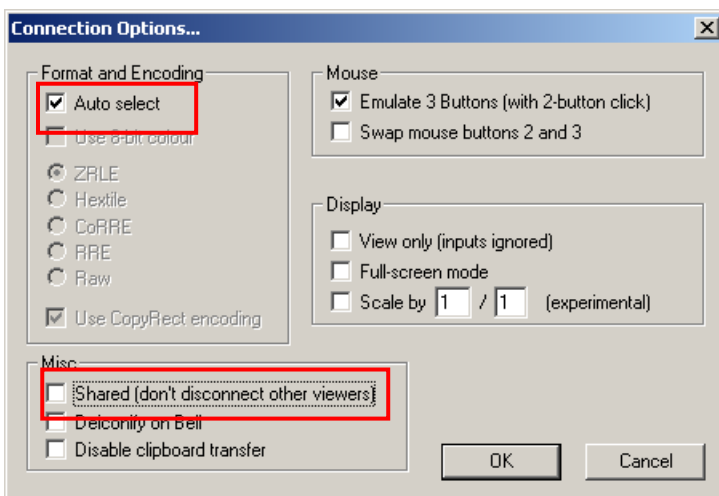 Connection Options...
Format and Encoding
Auto select
Use 8-bit colour
ZRLE
Hextile
CoRRE
RRE
Raw
Use CopyRect encoding
Mouse
Emulate 3 Buttons (with 2-button click)
Swap mouse buttons 2 and 3
Display
View only (inputs ignored)
Full-screen mode
Scale by 1 / 1 (experimental)
Misc
Shared (don't disconnect other viewers)
Deiconify on Bell
Disable clipboard transfer
OK
Cancel